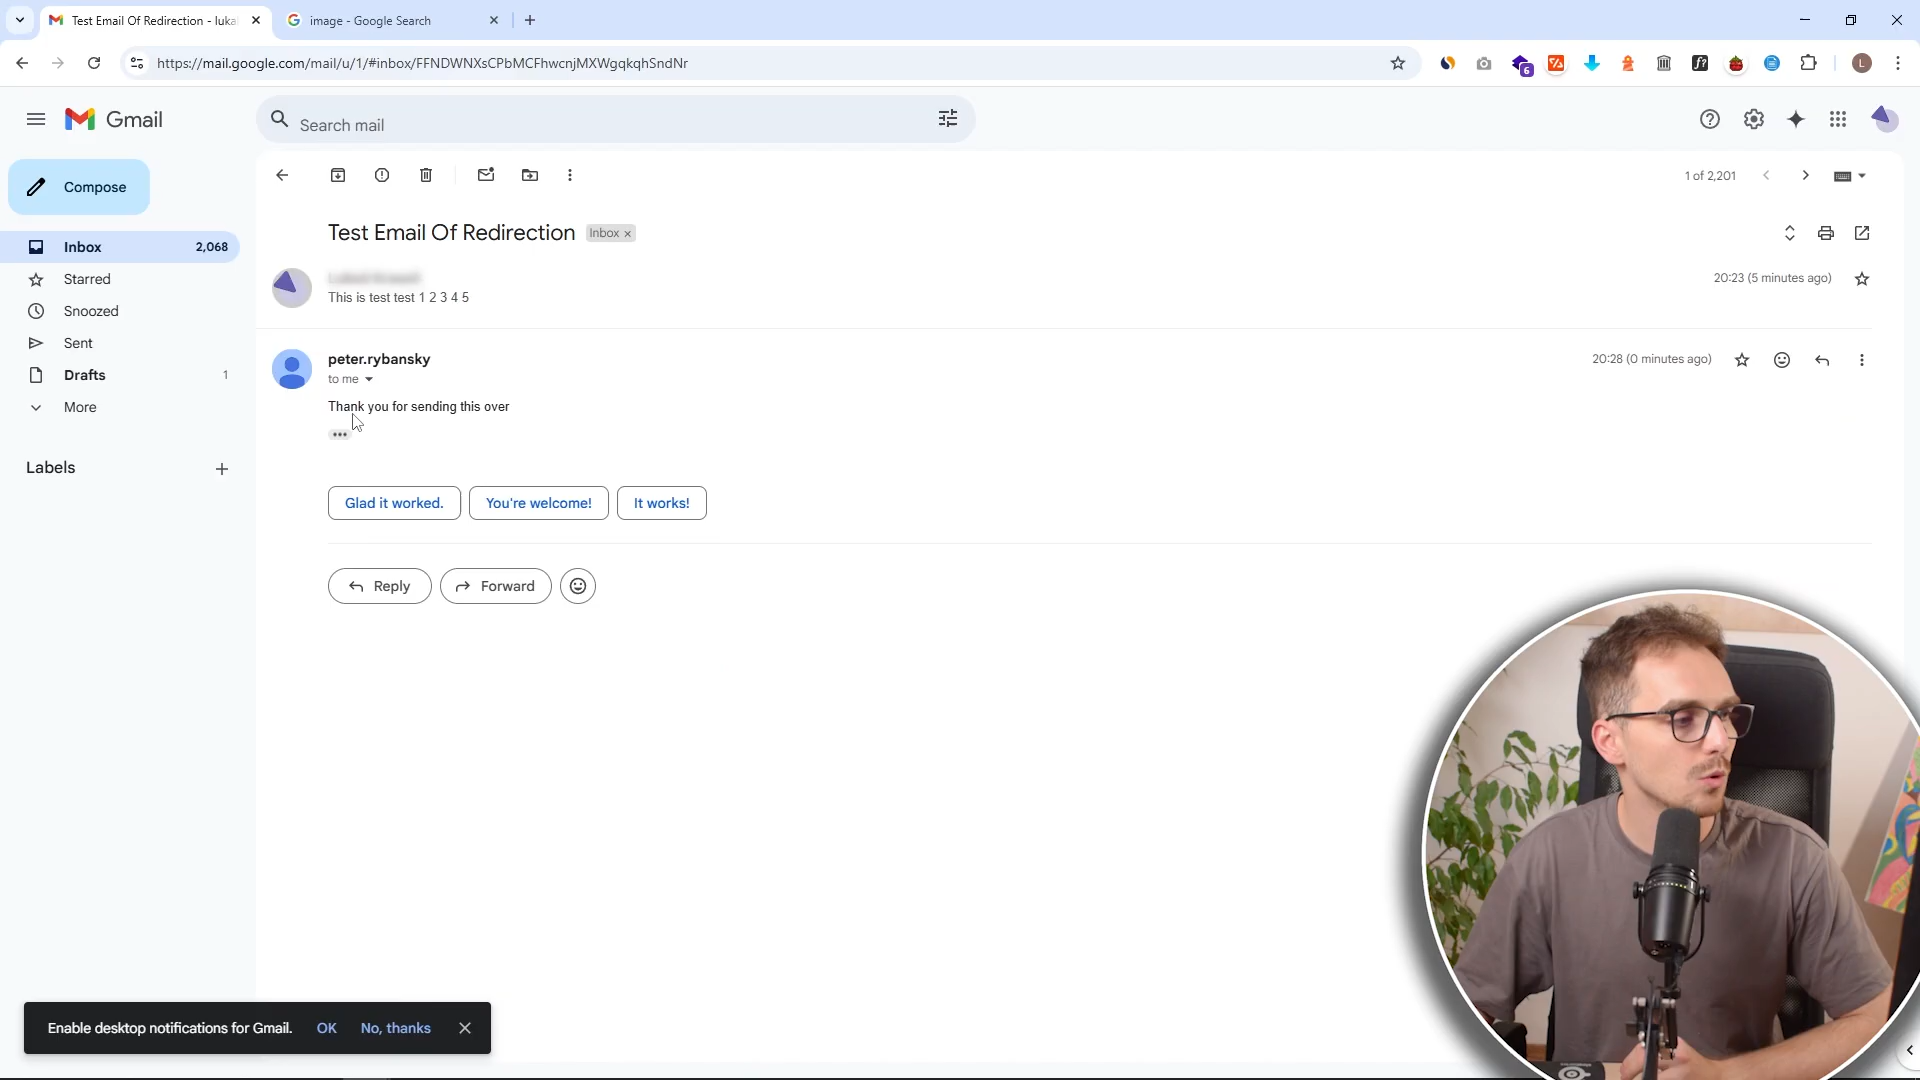 Test Email Of Redirection - luka
image - Google Search
https://mail.google.com/mail/u/1/#inbox/FFNDWNXsCPbMCFhwcnjMXWgqkqhSndNr
6
f?
L
Gmail
Search mail
Compose
1 of 2,201
Inbox 2,068
Starred
Snoozed
Sent
Drafts 1
More
Labels
Test Email Of Redirection
Inbox ×
20:23 (5 minutes ago)
This is test test 1 2 3 4 5
peter.rybansky
20:28 (0 minutes ago)
to me
Thank you for sending this over
Glad it worked.
You're welcome!
It works!
Reply
Forward
Enable desktop notifications for Gmail. OK No, thanks